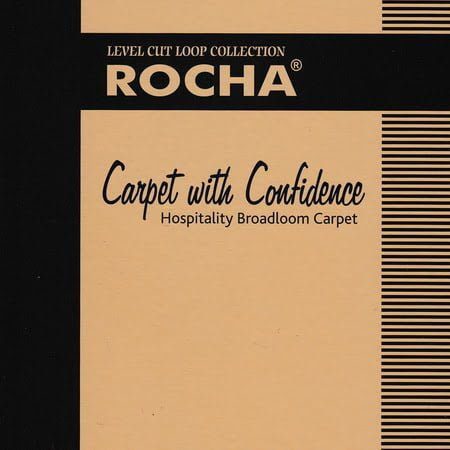 LEVEL CUT LOOP COLLECTION
ROCHA®
Carpet with Confidence
Hospitality Broadloom Carpet